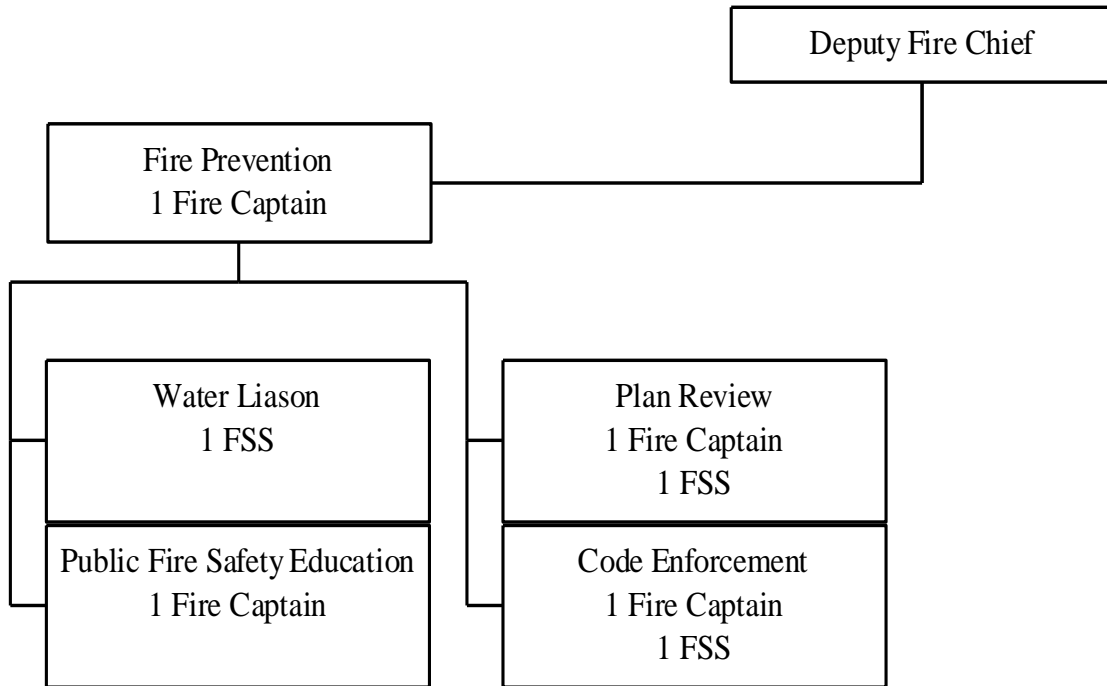 Deputy Fire Chief
Fire Prevention
1 Fire Captain
Water Liason
1 FSS
Plan Review
1 Fire Captain
1 FSS
Public Fire Safety Education
1 Fire Captain
Code Enforcement
1 Fire Captain
1 FSS